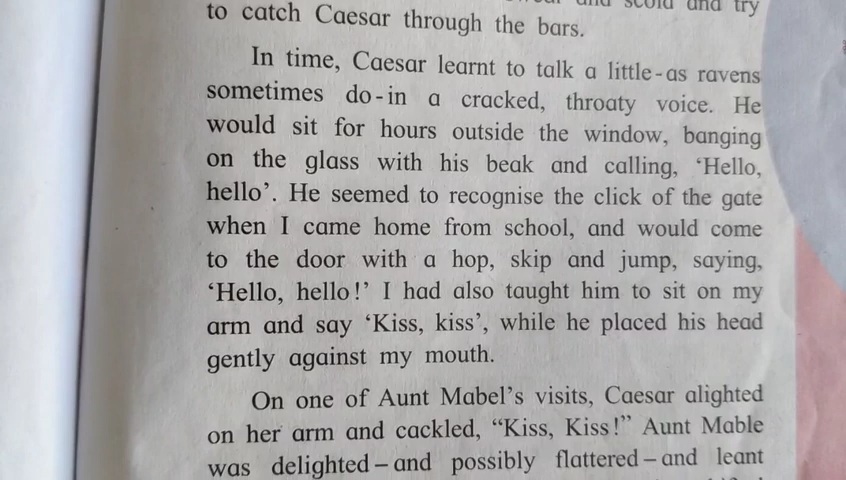 and scold and try
to catch Caesar through the bars.
In time, Caesar learnt to talk a little-as ravens
sometimes do-in a cracked, throaty voice. He
would sit for hours outside the window, banging
on the glass with his beak and calling, ‘Hello,
hello’. He seemed to recognise the click of the gate
when I came home from school, and would come
to the door with a hop, skip and jump, saying,
‘Hello, hello!’ I had also taught him to sit on my
arm and say ‘Kiss, kiss’, while he placed his head
gently against my mouth.
On one of Aunt Mabel’s visits, Caesar alighted
on her arm and cackled, “Kiss, Kiss!” Aunt Mable
was delighted – and possibly flattered – and leant